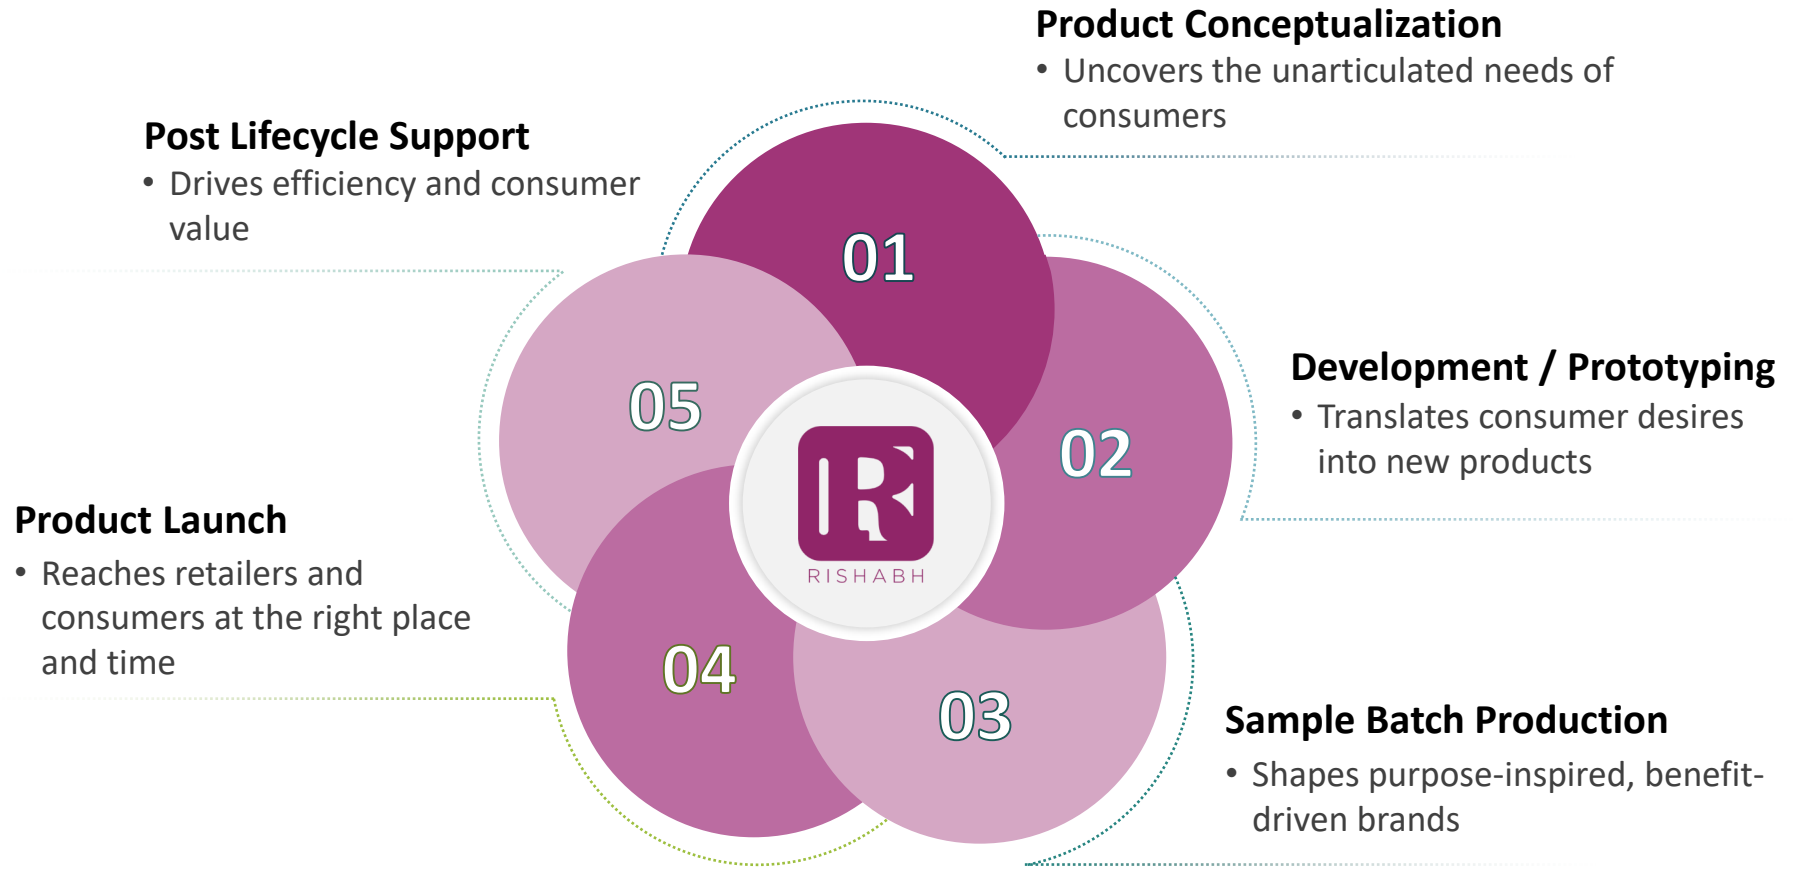 Product Conceptualization
• Uncovers the unarticulated needs of
consumers
01
Development / Prototyping
• Translates consumer desires
into new products
02
Sample Batch Production
• Shapes purpose-inspired, benefit-
driven brands
03
Product Launch
• Reaches retailers and
consumers at the right place
and time
04
Post Lifecycle Support
• Drives efficiency and consumer
value
05
R
RISHABH